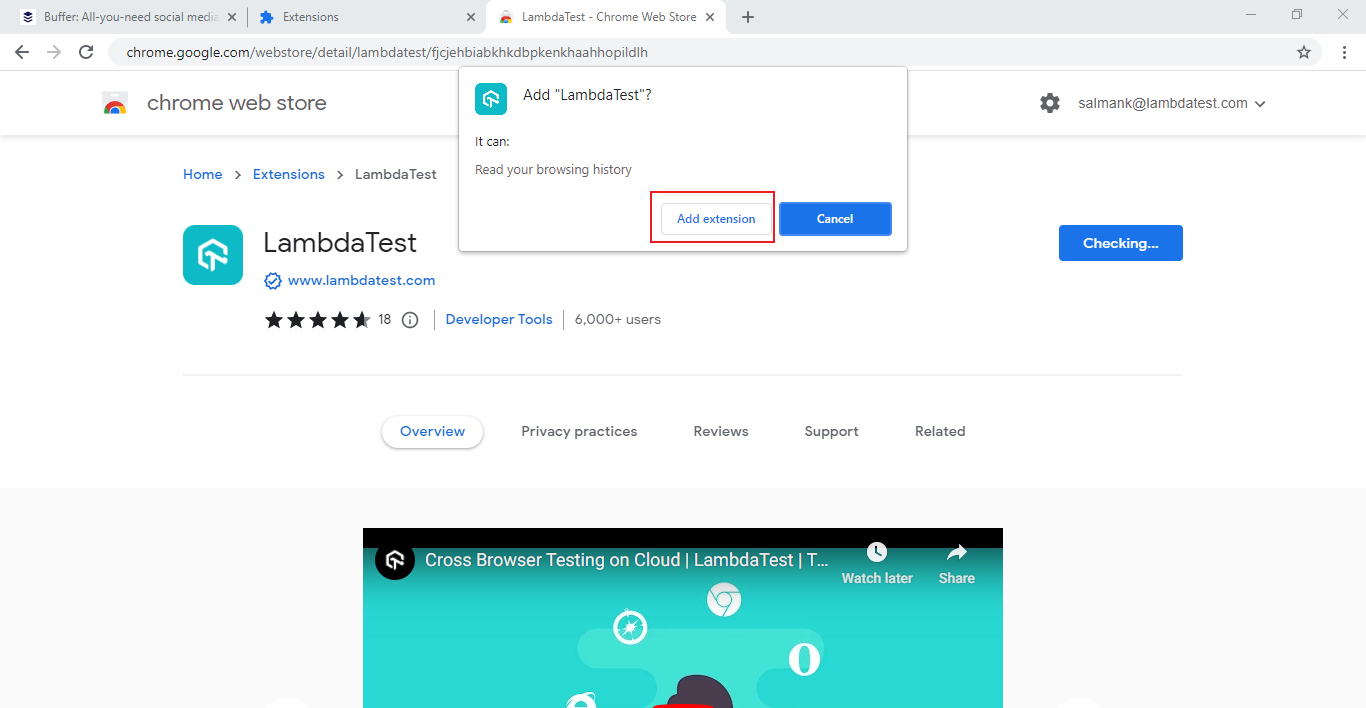 Buffer: All-you-need social media
Extensions
LambdaTest - Chrome Web Store
chrome.google.com/webstore/detail/lambdatest/fjcjehbiabkhkdbpkenkhaahhopildlh
chrome web store
salmank@lambdatest.com
Add "LambdaTest"?
It can:
Read your browsing history
Add extension
Cancel
Home
Extensions
LambdaTest
LambdaTest
www.lambdatest.com
Checking...
18
Developer Tools
6,000+ users
Overview
Privacy practices
Reviews
Support
Related
Cross Browser Testing on Cloud | LambdaTest | T...
Watch later
Share